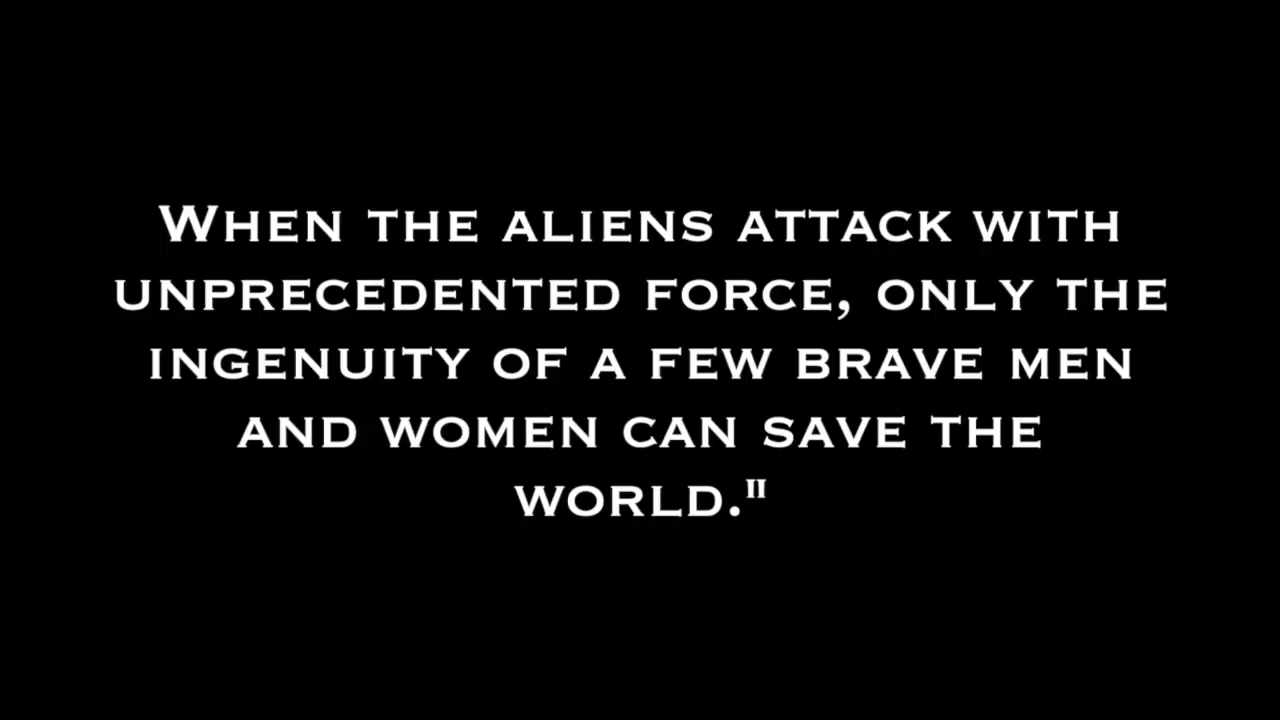 When the aliens attack with
unprecedented force, only the
ingenuity of a few brave men
and women can save the
world."